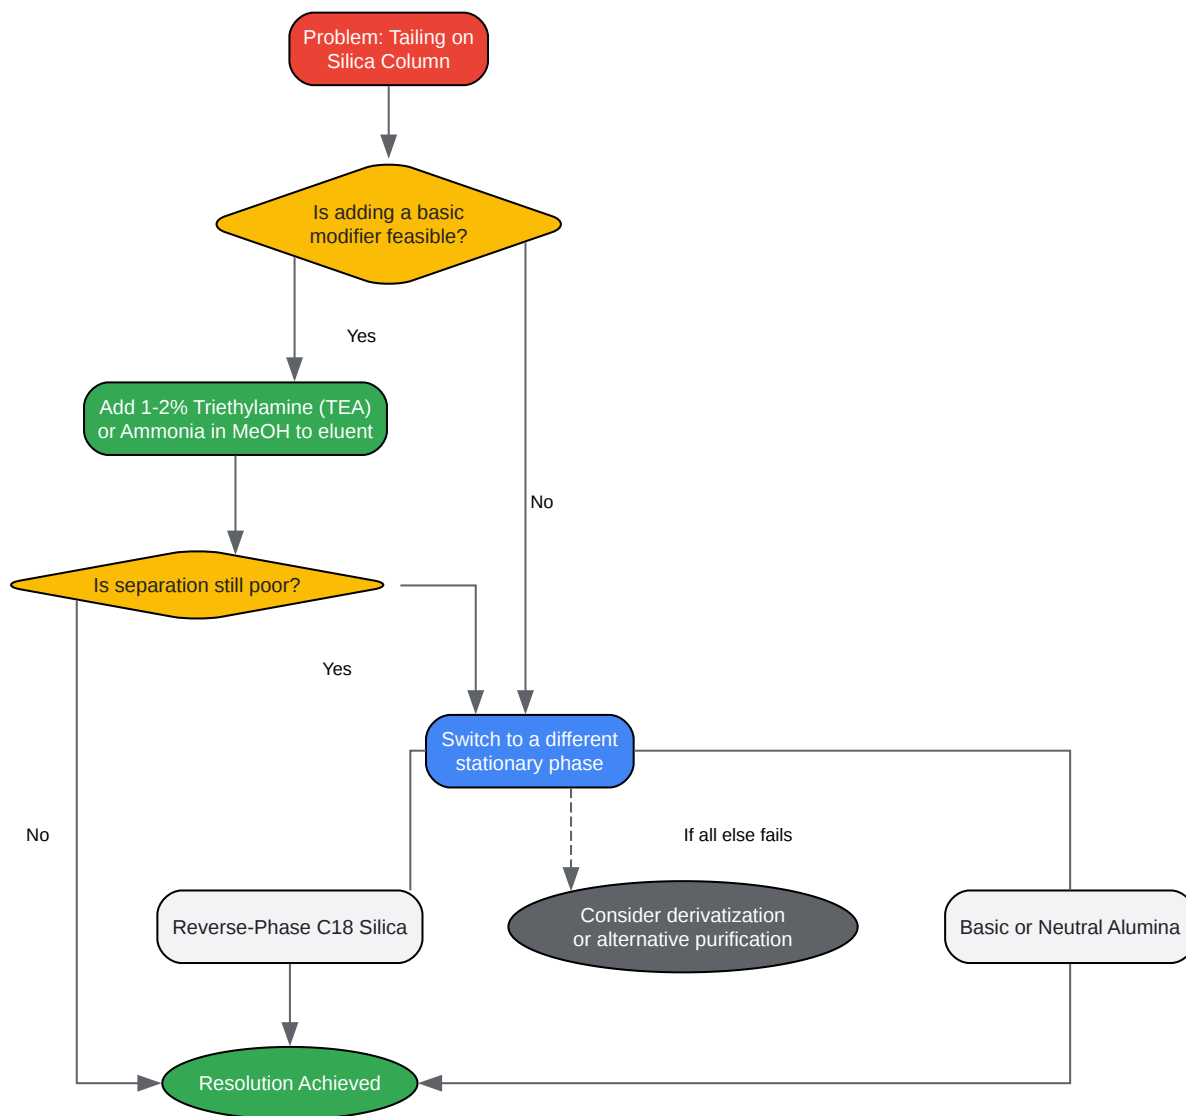 Problem: Tailing on
Silica Column
Is adding a basic
modifier feasible?
Yes
Add 1-2% Triethylamine (TEA)
or Ammonia in MeOH to eluent
No
Is separation still poor?
Yes
Switch to a different
stationary phase
No
If all else fails
Reverse-Phase C18 Silica
Consider derivatization
or alternative purification
Basic or Neutral Alumina
Resolution Achieved